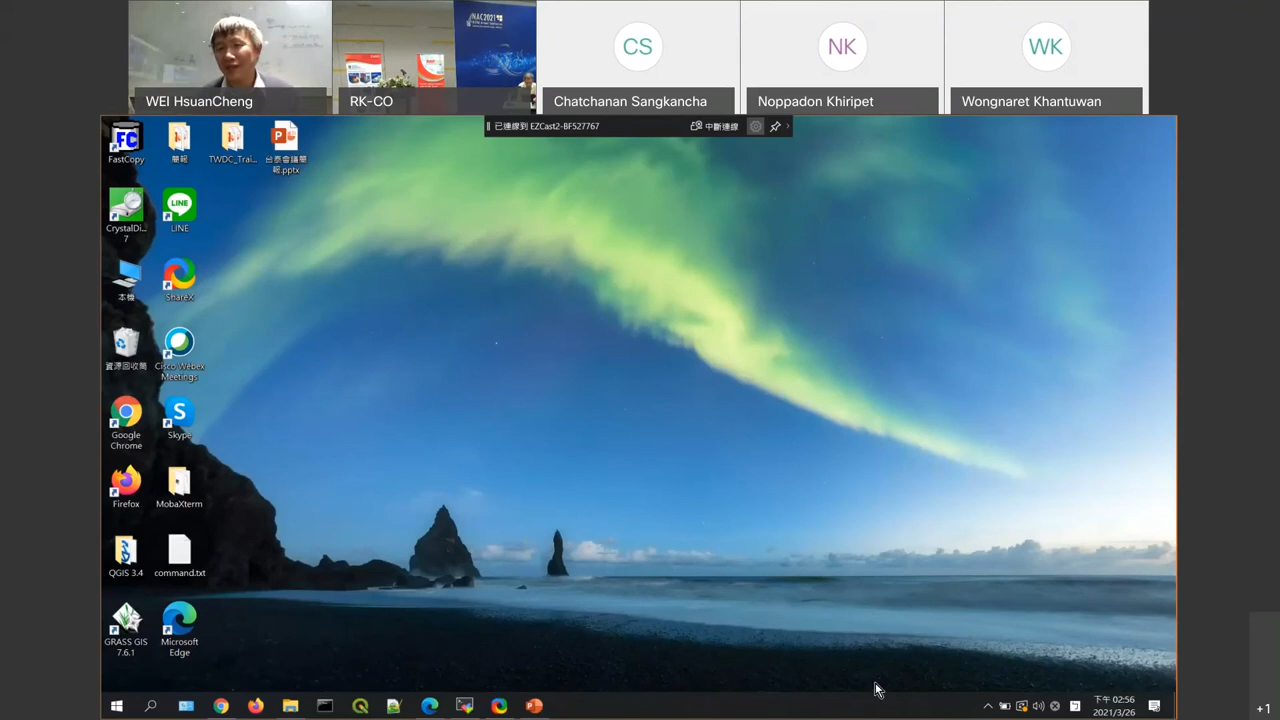 NAC2021
WEI HsuanCheng
RK-CO
CS
Chatchanan Sangkancha
NK
Noppadon Khiripet
WK
Wongnaret Khantuwan
已連線到 EZCast2-BF527767
中斷連線
FC
FastCopy
簡報
TWDC_Trai...
台泰會議簡
報.pptx
CrystalDi...
7
LINE
LINE
本機
ShareX
資源回收筒
Cisco Webex
Meetings
Google
Chrome
Skype
Firefox
MobaXterm
QGIS 3.4
command.txt
GRASS GIS
7.6.1
Microsoft
Edge
下午 02:56
2021/3/26
+1